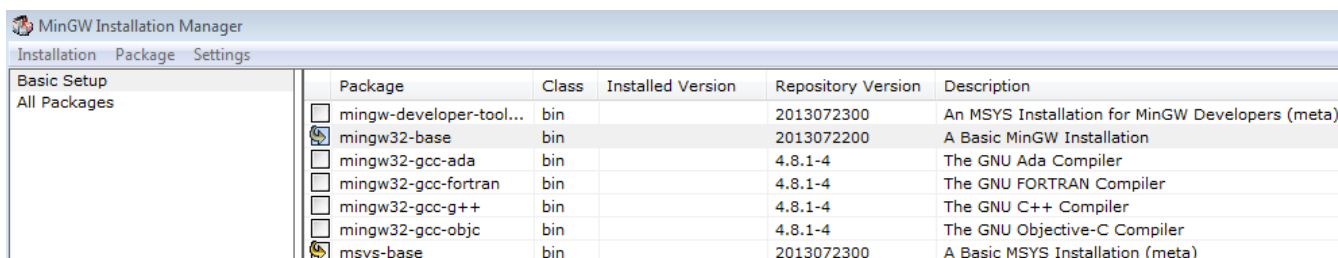 MinGW Installation Manager
Installation Package Settings
Basic Setup
All Packages
Package Class Installed Version Repository Version Description
mingw-developer-tool... bin 2013072300 An MSYS Installation for MinGW Developers (meta)
mingw32-base bin 2013072200 A Basic MinGW Installation
mingw32-gcc-ada bin 4.8.1-4 The GNU Ada Compiler
mingw32-gcc-fortran bin 4.8.1-4 The GNU FORTRAN Compiler
mingw32-gcc-g++ bin 4.8.1-4 The GNU C++ Compiler
mingw32-gcc-objc bin 4.8.1-4 The GNU Objective-C Compiler
msys-base bin 2013072300 A Basic MSYS Installation (meta)